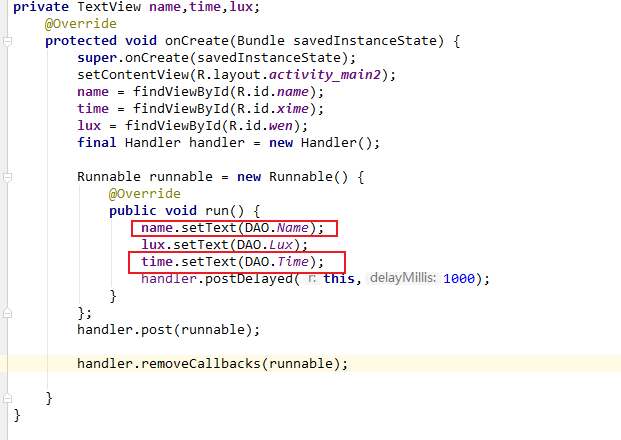 private TextView name,time,lux;
@Override
protected void onCreate(Bundle savedInstanceState) {
super.onCreate(savedInstanceState);
setContentView(R.layout.activity_main2);
name = findViewById(R.id.name);
time = findViewById(R.id.xime);
lux = findViewById(R.id.wen);
final Handler handler = new Handler();
Runnable runnable = new Runnable() {
@Override
public void run() {
name.setText(DAO.Name);
lux.setText(DAO.Lux);
time.setText(DAO.Time);
handler.postDelayed( r: this, delayMillis: 1000);
}
};
handler.post(runnable);
handler.removeCallbacks(runnable);
}
}